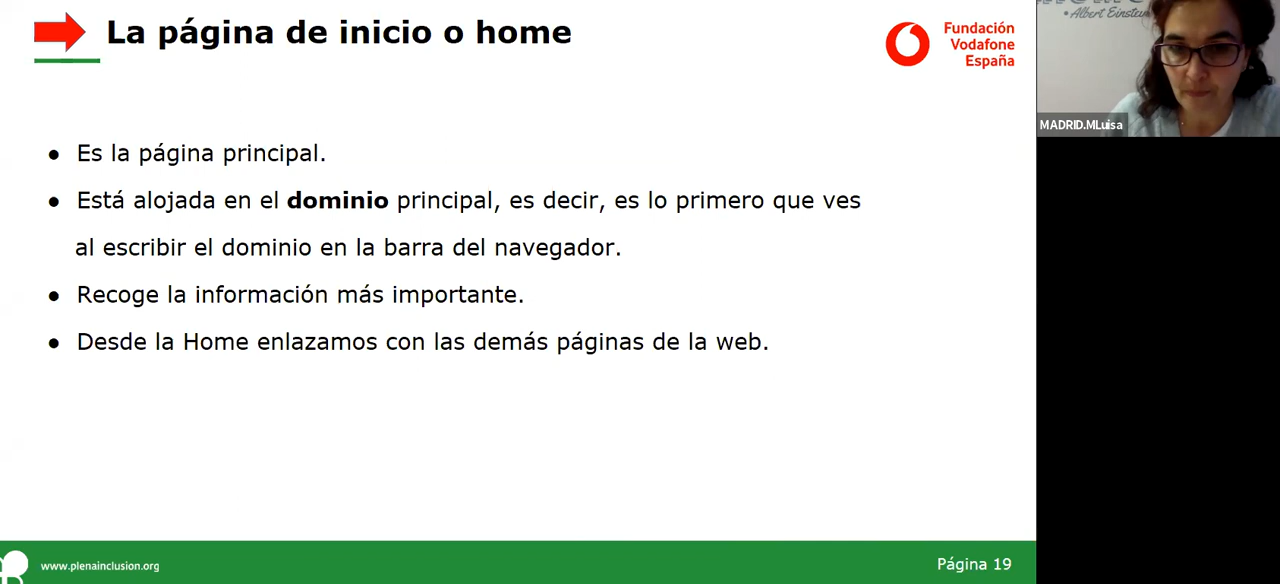 La página de inicio o home
Fundación
Vodafone
España
• Albert Einstein
MADRID.MLuisa
● Es la página principal.
● Está alojada en el dominio principal, es decir, es lo primero que ves
al escribir el dominio en la barra del navegador.
● Recoge la información más importante.
● Desde la Home enlazamos con las demás páginas de la web.
www.plenainclusion.org
Página 19